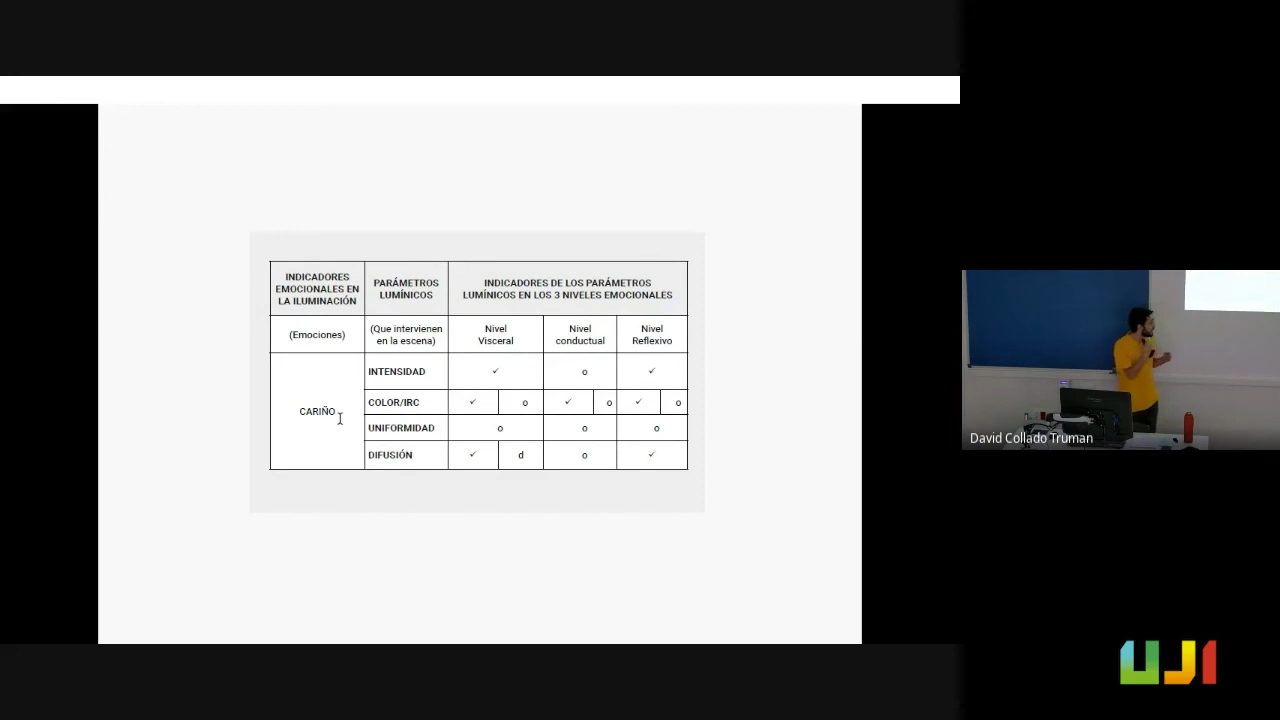 INDICADORES
EMOCIONALES EN
LA ILUMINACIÓN
PARÁMETROS
LUMÍNICOS
INDICADORES DE LOS PARÁMETROS
LUMÍNICOS EN LOS 3 NIVELES EMOCIONALES
(Emociones)
(Que intervienen
en la escena)
Nivel
Visceral
Nivel
conductual
Nivel
Reflexivo
CARIÑO
INTENSIDAD ✓ o ✓
COLOR/IRC ✓ o ✓ o ✓ o
UNIFORMIDAD o o o
DIFUSIÓN ✓ d o ✓
David Collado Truman
UJI